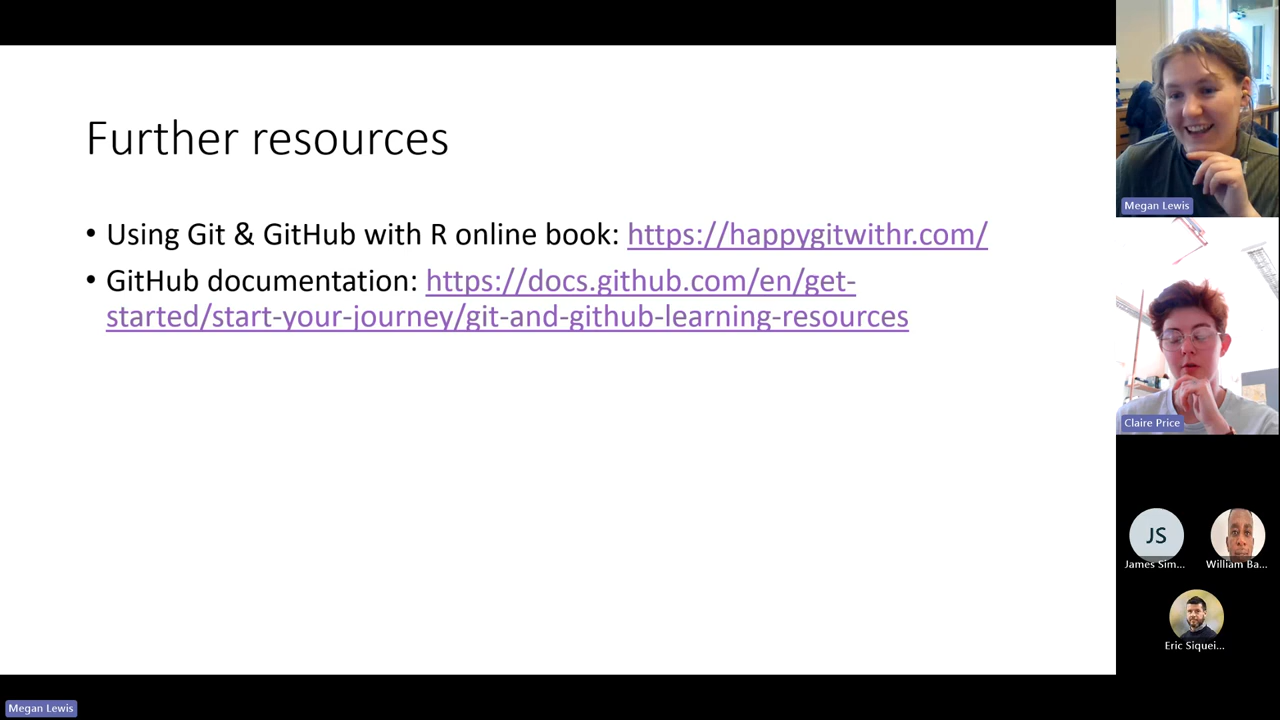 Further resources
• Using Git & GitHub with R online book: https://happygitwithr.com/
• GitHub documentation: https://docs.github.com/en/get-
started/start-your-journey/git-and-github-learning-resources
Megan Lewis
Claire Price
JS
James Sim...
William Ba...
Eric Siquei...
Megan Lewis